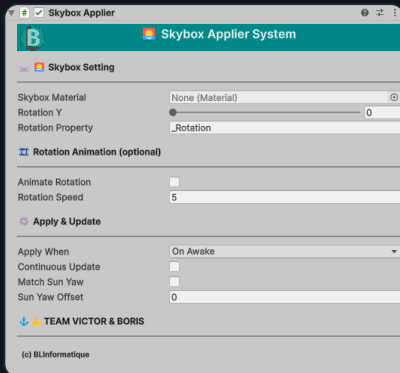 # Skybox Applier
B Skybox Applier System
Skybox Setting
Skybox Material None (Material)
Rotation Y 0
Rotation Property _Rotation
Rotation Animation (optional)
Animate Rotation
Rotation Speed 5
Apply & Update
Apply When On Awake
Continuous Update
Match Sun Yaw
Sun Yaw Offset 0
TEAM VICTOR & BORIS
(c) BLInformatique